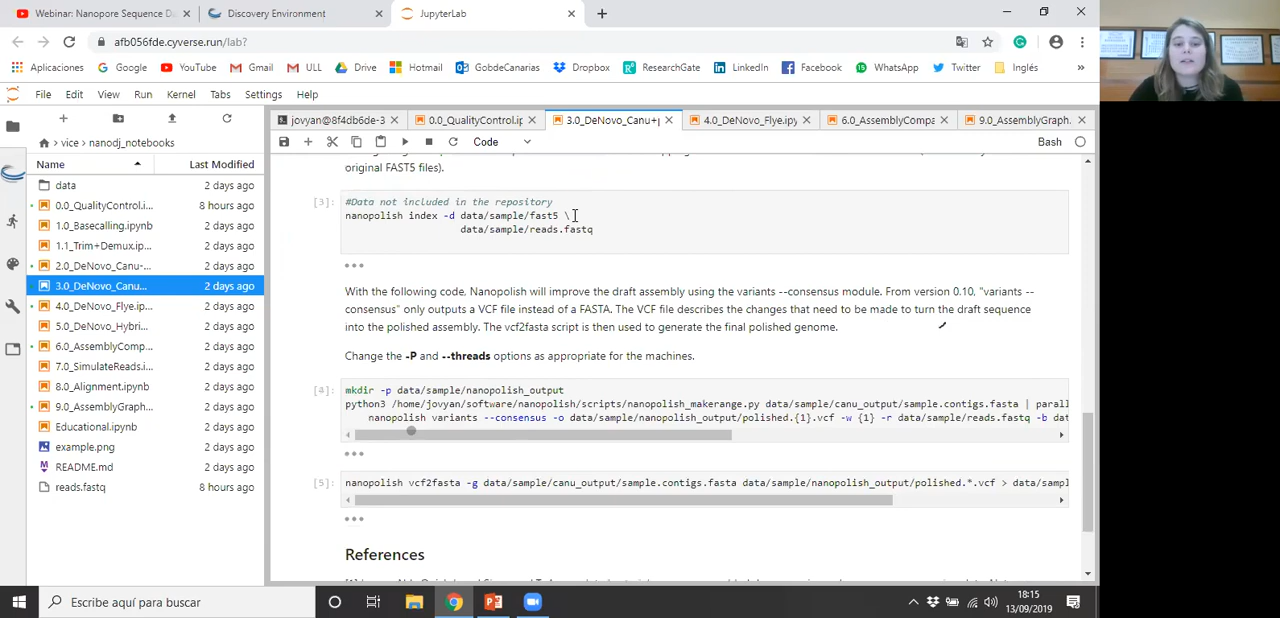 Webinar: Nanopore Sequence D
Discovery Environment
JupyterLab
afb056fde.cyverse.run/lab?
Aplicaciones
Google
YouTube
Gmail
ULL
Drive
Hotmail
OutlookCanarias
Dropbox
ResearchGate
LinkedIn
Facebook
WhatsApp
Twitter
Inglés
File Edit View Run Kernel Tabs Settings Help
jovyan@8f4db6de-3
0.0_QualityControl.ip
3.0_DeNovo_Canu+
4.0_DeNovo_Flye.ipy
6.0_AssemblyCompa
9.0_AssemblyGraph.
Code
Bash
/ vice / nanodj_notebooks
Name Last Modified
data 2 days ago
0.0_QualityControl.i... 8 hours ago
1.0_Basecalling.ipynb 2 days ago
1.1_Trim+Demux.ip... 2 days ago
2.0_DeNovo_Canu-... 2 days ago
3.0_DeNovo_Canu... 2 days ago
4.0_DeNovo_Flye.ip... 2 days ago
5.0_DeNovo_Hybri... 2 days ago
6.0_AssemblyComp... 2 days ago
7.0_SimulateReads.i... 2 days ago
8.0_Alignment.ipynb 2 days ago
9.0_AssemblyGraph... 2 days ago
Educational.ipynb 2 days ago
example.png 2 days ago
README.md 2 days ago
reads.fastq 8 hours ago
original FAST5 files).
[3]:
#Data not included in the repository
nanopolish index -d data/sample/fast5 \
data/sample/reads.fastq
With the following code, Nanopolish will improve the draft assembly using the variants --consensus module. From version 0.10, "variants --
consensus" only outputs a VCF file instead of a FASTA. The VCF file describes the changes that need to be made to turn the draft sequence
into the polished assembly. The vcf2fasta script is then used to generate the final polished genome.
Change the -P and --threads options as appropriate for the machines.
[4]:
mkdir -p data/sample/nanopolish_output
python3 /home/jovyan/software/nanopolish/scripts/nanopolish_makerange.py data/sample/canu_output/sample.contigs.fasta | parall
nanopolish variants --consensus -o data/sample/nanopolish_output/polished.{1}.vcf -w {1} -r data/sample/reads.fastq -b dat
[5]:
nanopolish vcf2fasta -g data/sample/canu_output/sample.contigs.fasta data/sample/nanopolish_output/polished.*.vcf > data/samp
References
Escribe aquí para buscar
18:15
13/09/2019